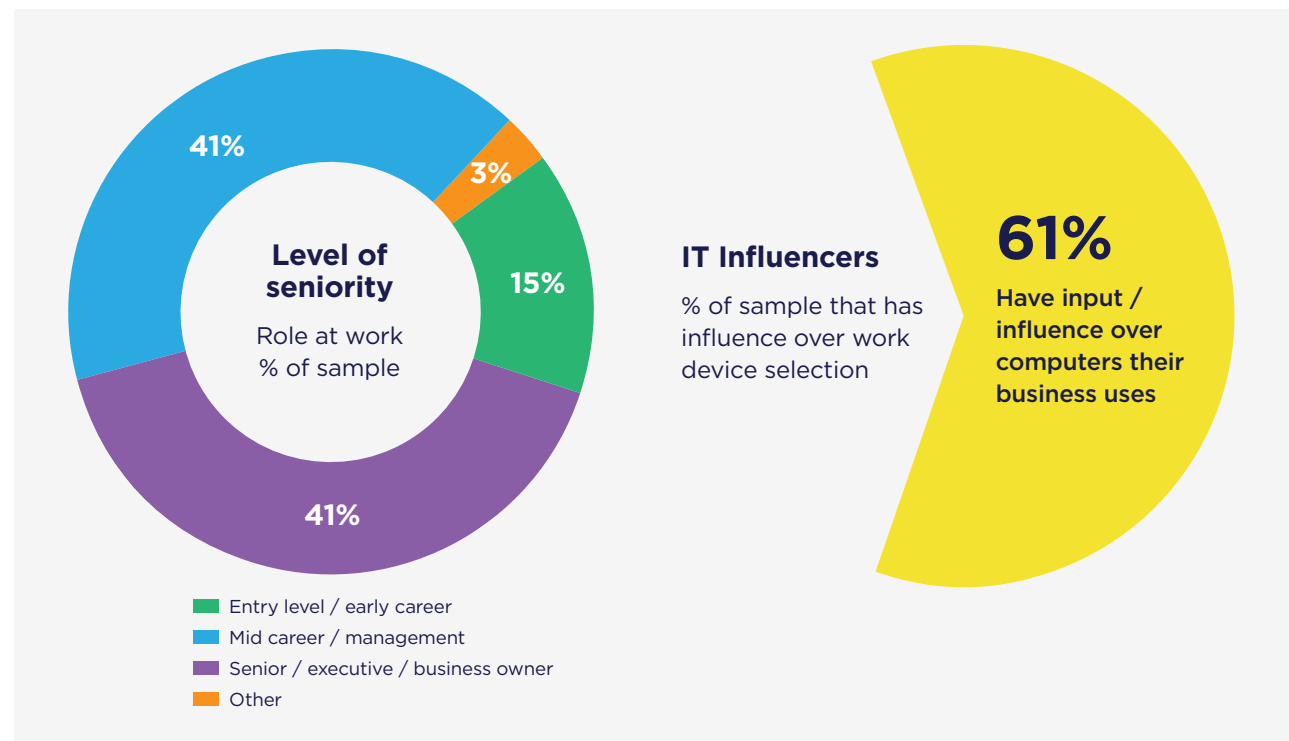 41%
3%
15%
41%
Level of
seniority
Role at work
% of sample
Entry level / early career
Mid career / management
Senior / executive / business owner
Other
IT Influencers
% of sample that has
influence over work
device selection
61%
Have input /
influence over
computers their
business uses